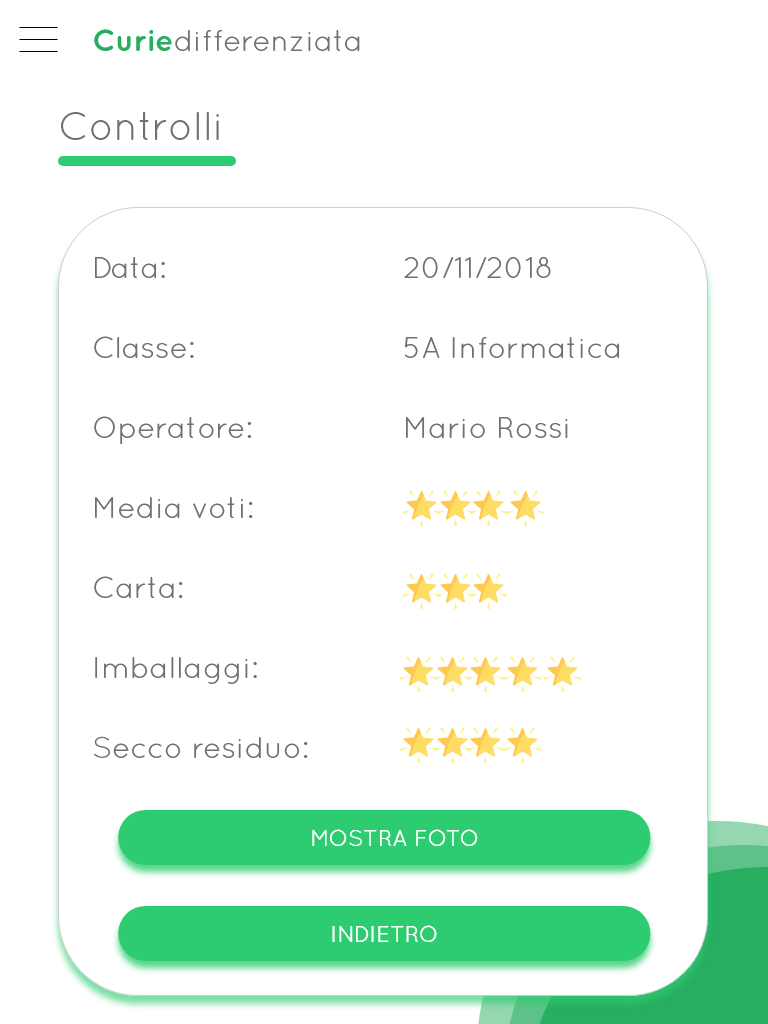 Curiedifferenziata
Controlli
Data: 20/11/2018
Classe: 5A Informatica
Operatore: Mario Rossi
Media voti:
Carta:
Imballaggi:
Secco residuo:
MOSTRA FOTO
INDIETRO